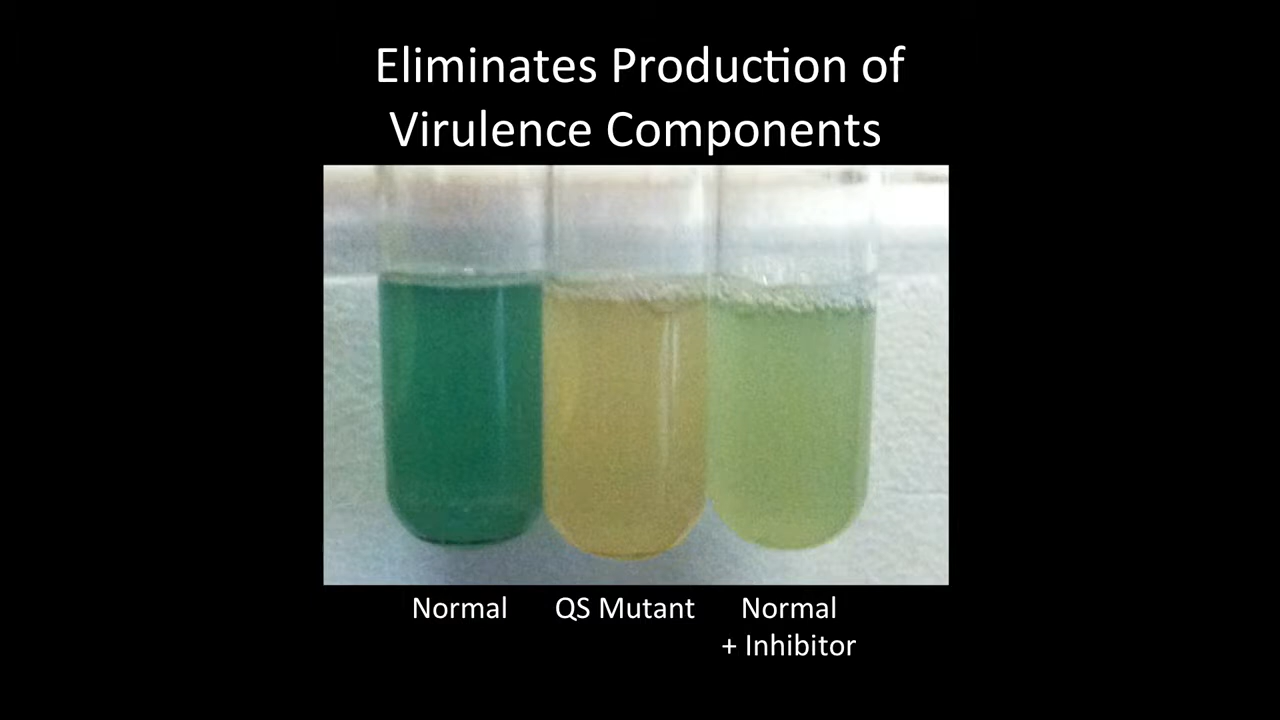 Eliminates Production of
Virulence Components
Normal
QS Mutant
Normal
+ Inhibitor